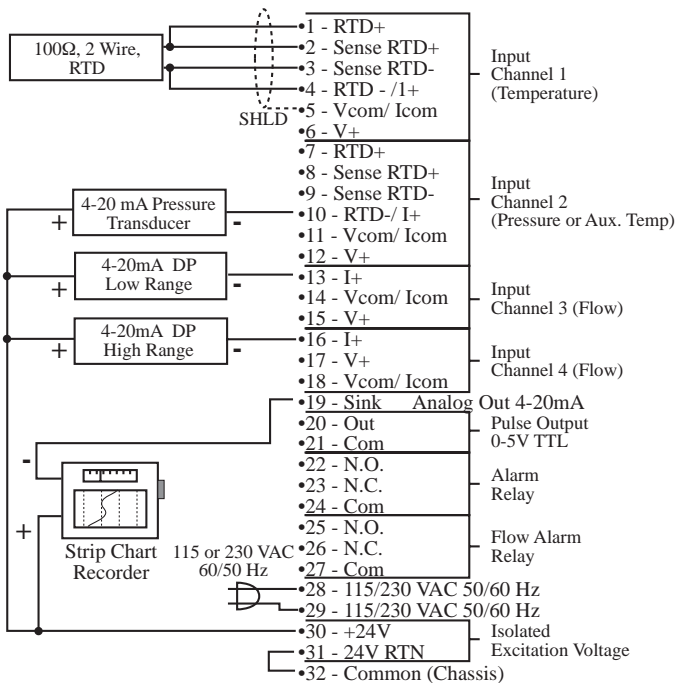 100Ω, 2 Wire,
RTD
SHLD
•1 - RTD+
•2 - Sense RTD+
•3 - Sense RTD-
•4 - RTD - /1+
•5 - Vcom/ Icom
•6 - V+
Input
Channel 1
(Temperature)
•7 - RTD+
•8 - Sense RTD+
•9 - Sense RTD-
•10 - RTD-/ I+
•11 - Vcom/ Icom
•12 - V+
Input
Channel 2
(Pressure or Aux. Temp)
+
4-20 mA Pressure
Transducer
-
•13 - I+
•14 - Vcom/ Icom
•15 - V+
Input
Channel 3 (Flow)
+
4-20mA DP
Low Range
-
•16 - I+
•17 - V+
•18 - Vcom/ Icom
Input
Channel 4 (Flow)
+
4-20mA DP
High Range
-
•19 - Sink Analog Out 4-20mA
•20 - Out
•21 - Com
Pulse Output
0-5V TTL
•22 - N.O.
•23 - N.C.
•24 - Com
Alarm
Relay
•25 - N.O.
•26 - N.C.
•27 - Com
Flow Alarm
Relay
-
+
Strip Chart
Recorder
115 or 230 VAC
60/50 Hz
•28 - 115/230 VAC 50/60 Hz
•29 - 115/230 VAC 50/60 Hz
•30 - +24V
•31 - 24V RTN
Isolated
Excitation Voltage
•32 - Common (Chassis)